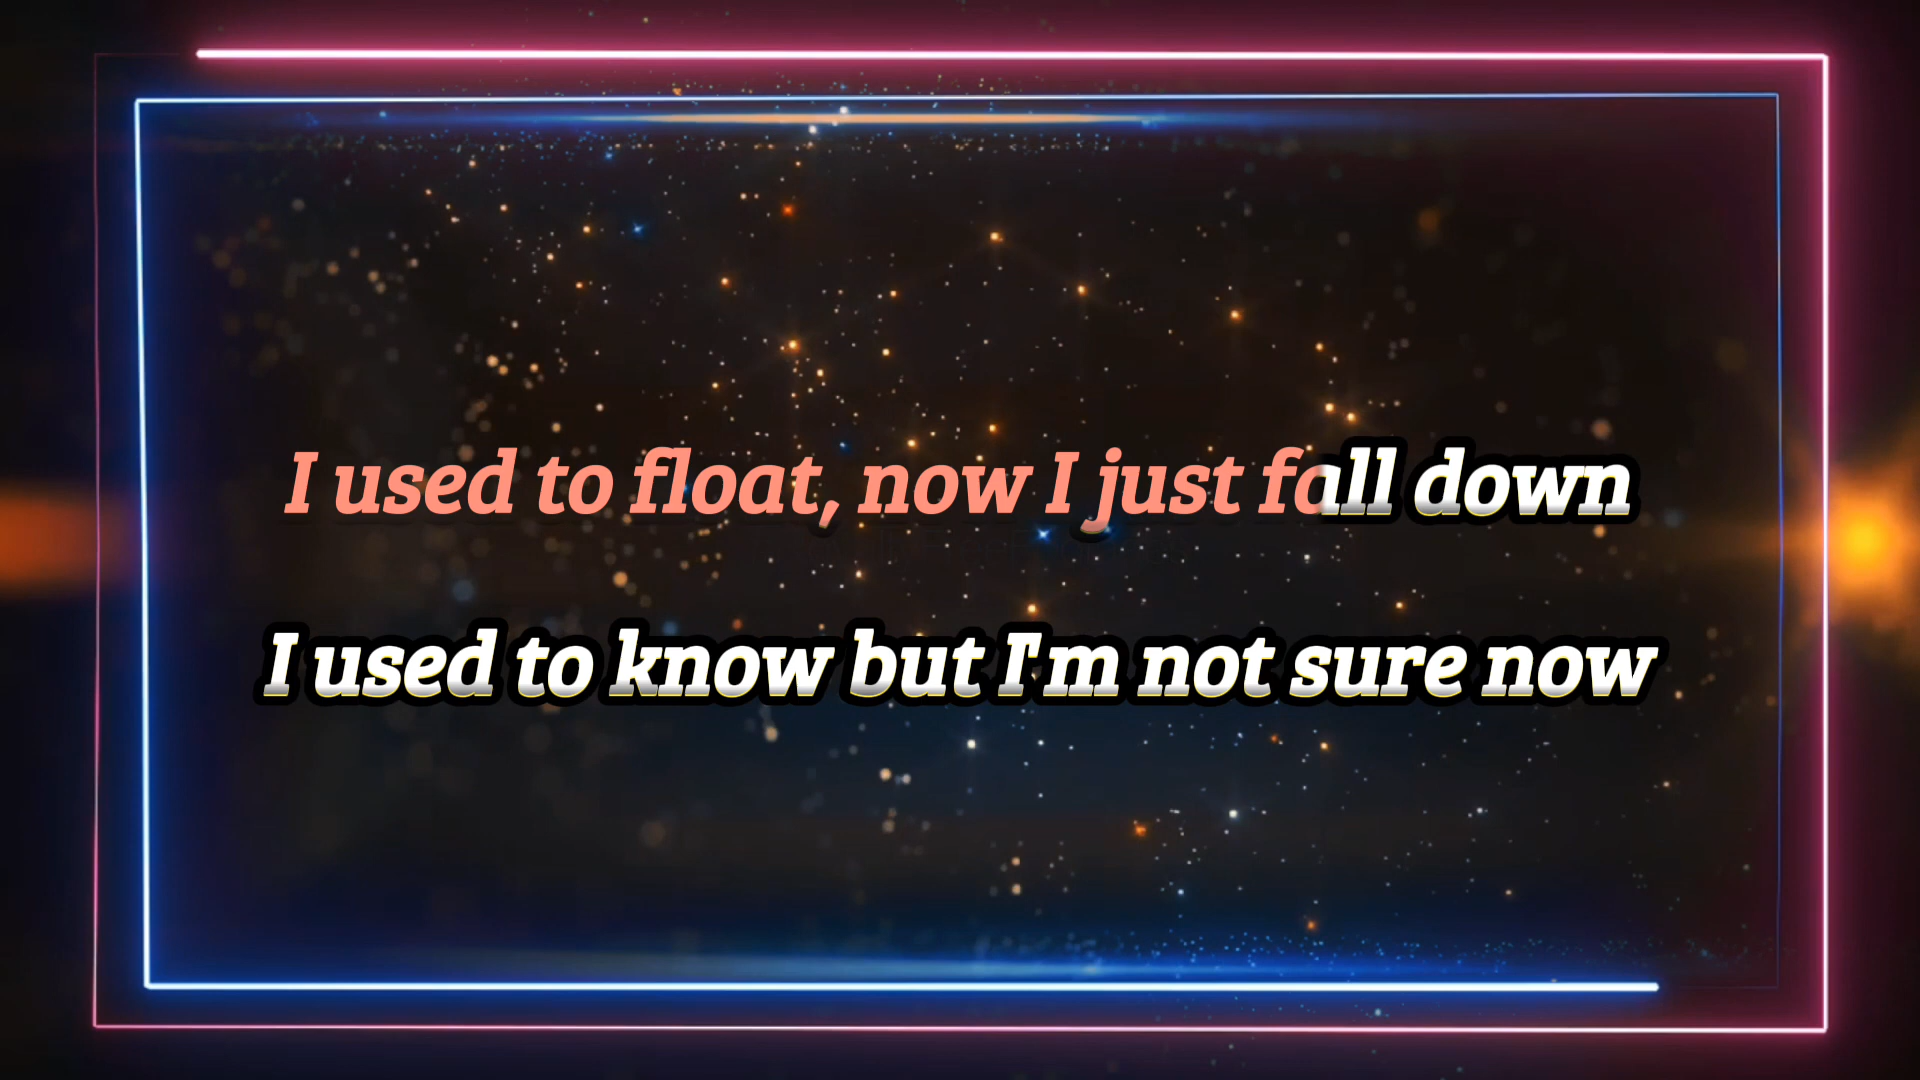 I used to float, now I just fall down
I used to know but I'm not sure now